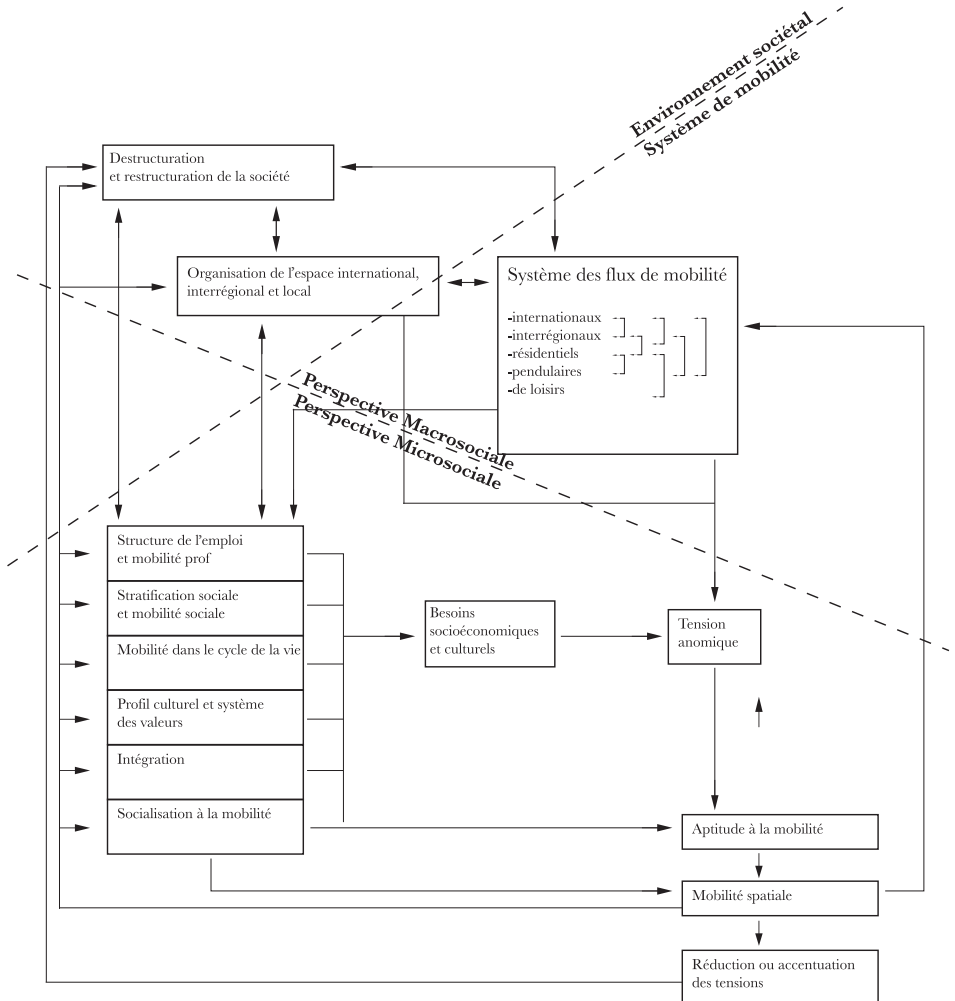 Environnement sociétal
Système de mobilité
Destructuration
et restructuration de la société
Organisation de l'espace international,
interrégional et local
Système des flux de mobilité
-internationaux
-interrégionaux
-résidentiels
-pendulaires
-de loisirs
Perspective Macrosociale
Perspective Microsociale
Structure de l'emploi
et mobilité prof
Stratification sociale
et mobilité sociale
Mobilité dans le cycle de la vie
Profil culturel et système
des valeurs
Intégration
Socialisation à la mobilité
Besoins
socioéconomiques
et culturels
Tension
anomique
Aptitude à la mobilité
Mobilité spatiale
Réduction ou accentuation
des tensions